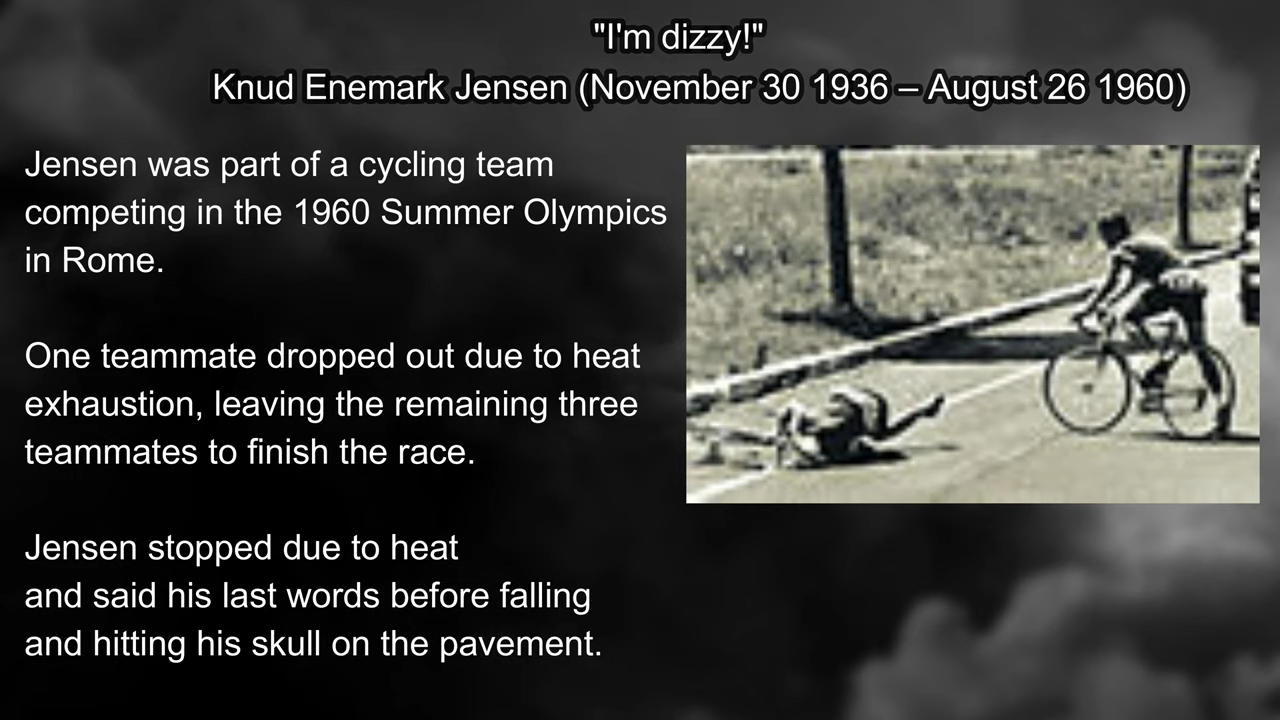 "I'm dizzy!"
Knud Enemark Jensen (November 30 1936 – August 26 1960)
Jensen was part of a cycling team
competing in the 1960 Summer Olympics
in Rome.
One teammate dropped out due to heat
exhaustion, leaving the remaining three
teammates to finish the race.
Jensen stopped due to heat
and said his last words before falling
and hitting his skull on the pavement.